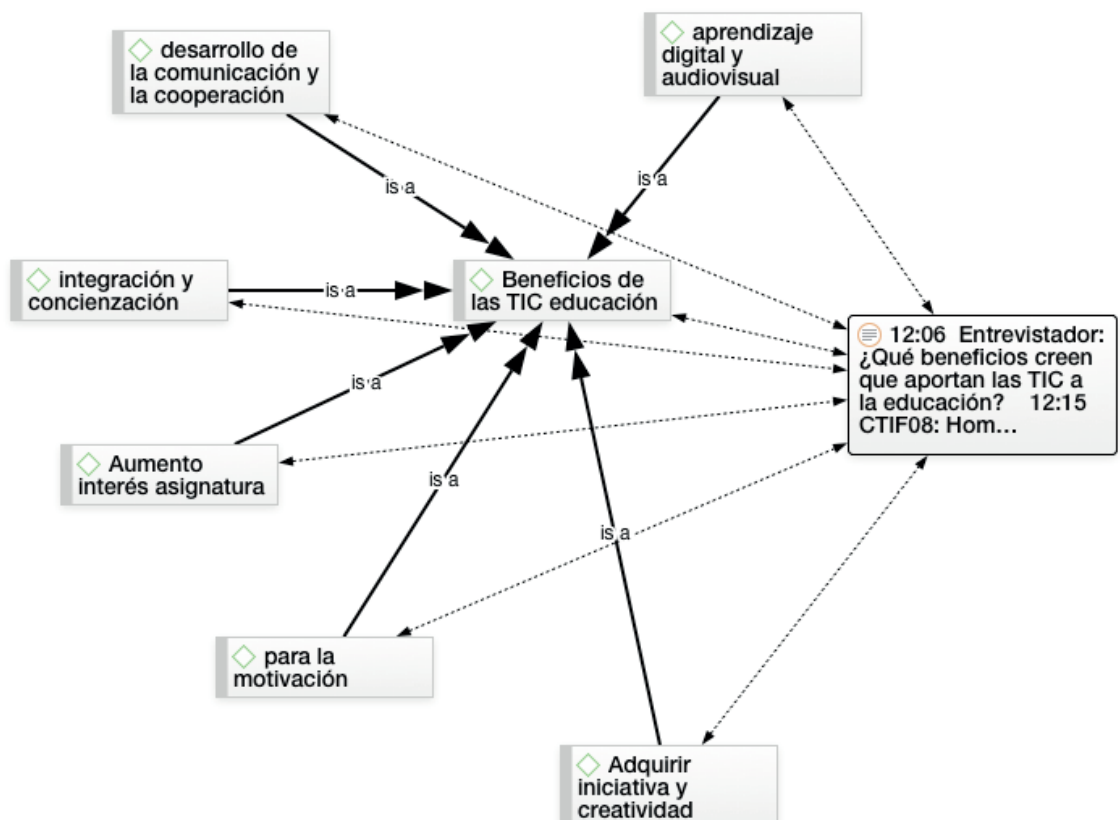 desarrollo de
la comunicación y
la cooperación
aprendizaje
digital y
audiovisual
is a
is a
integración y
concienzación
is a
Beneficios de
las TIC educación
12:06 Entrevistador:
¿Qué beneficios creen
que aportan las TIC a
la educación? 12:15
CTIF08: Hom...
is a
Aumento
interés asignatura
is a
is a
para la
motivación
Adquirir
iniciativa y
creatividad